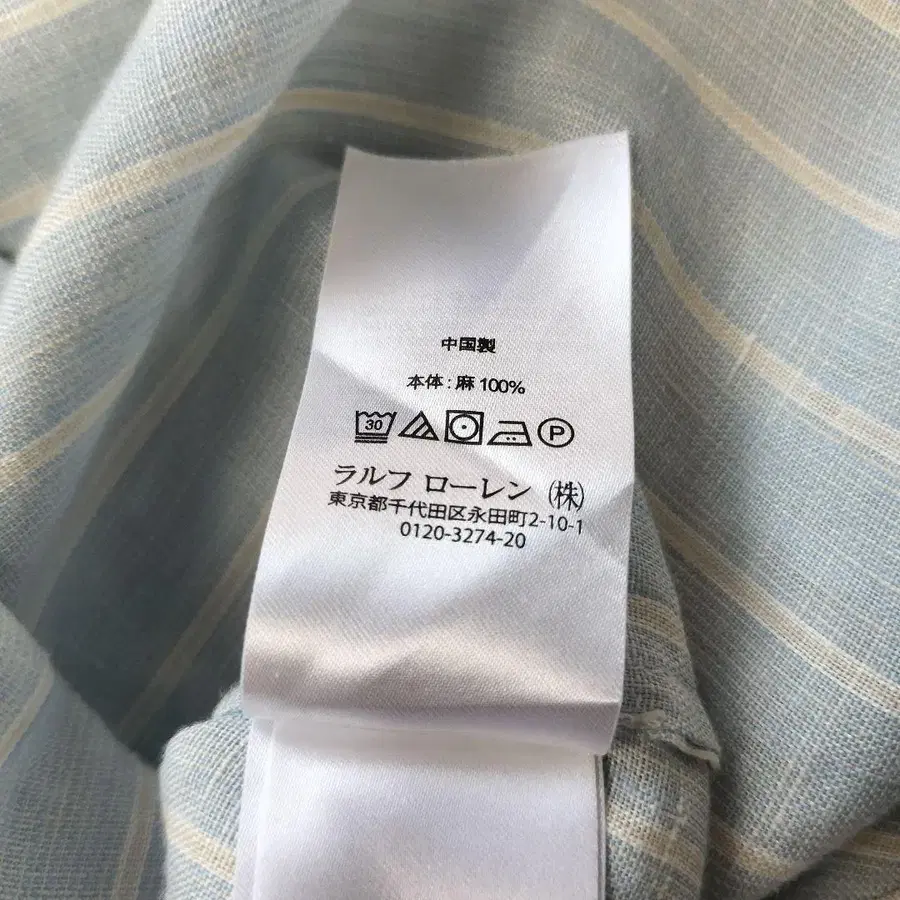 中国製
本体 : 麻 100%
30 P
ラルフ ローレン (株)
東京都千代田区永田町2-10-1
0120-3274-20